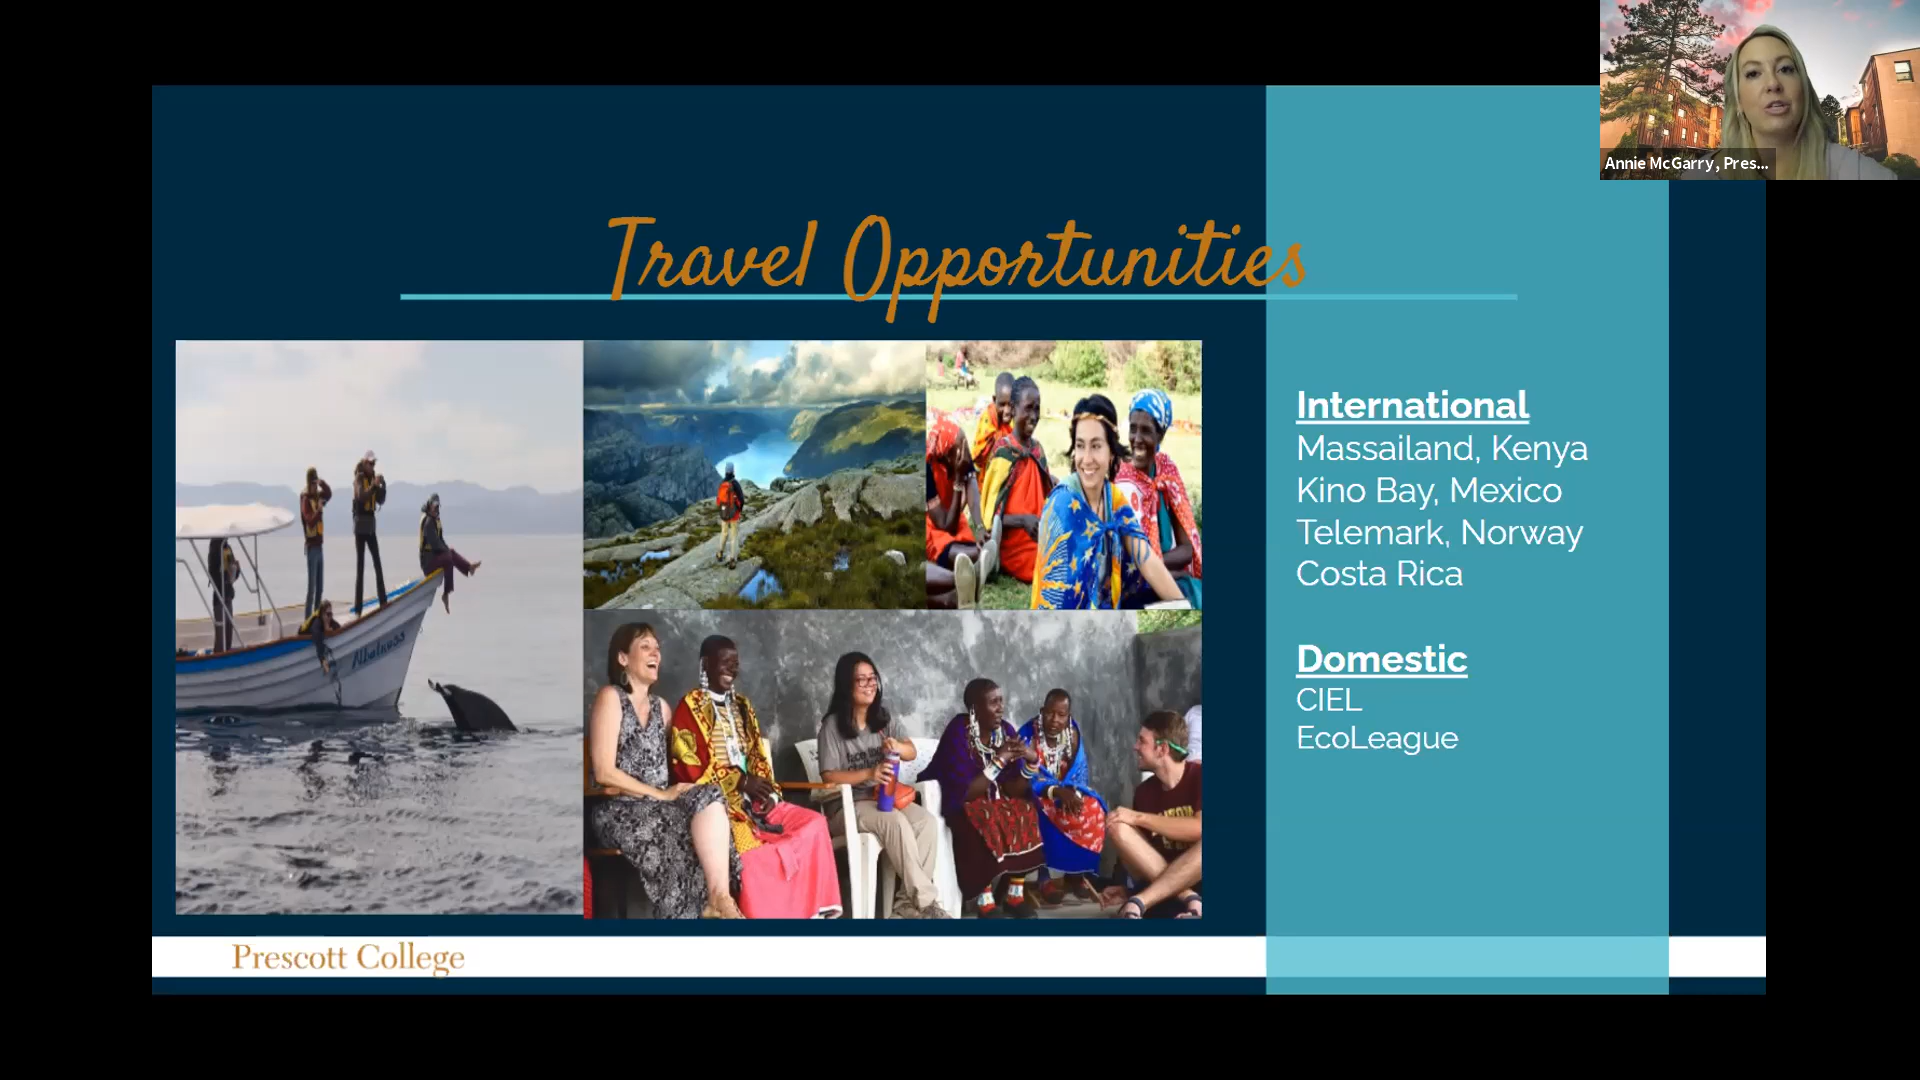 Annie McGarry, Pres...
Travel Opportunities
International
Massailand, Kenya
Kino Bay, Mexico
Telemark, Norway
Costa Rica
Domestic
CIEL
EcoLeague
Prescott College